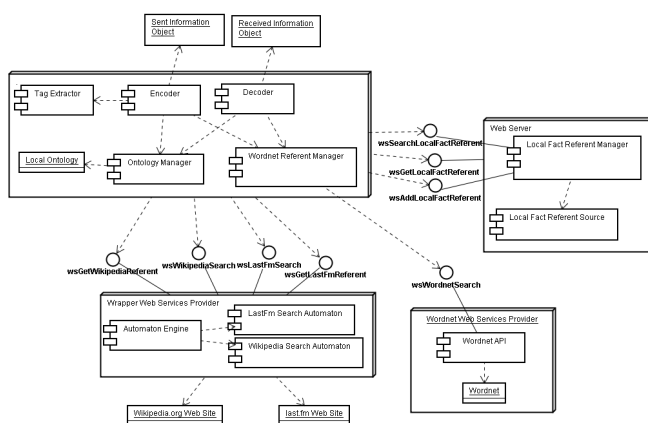 Sent Information
Object
Received Information
Object
Tag Extractor
Encoder
Decoder
Web Server
wsSearchLocalFactReferent
Local Fact Referent Manager
Local Ontology
Ontology Manager
Wordnet Referent Manager
wsGetLocalFactReferent
wsAddLocalFactReferent
Local Fact Referent Source
wsGetWikipediaReferent
wsWikipediaSearch
wsLastFmSearch
wsGetLastFmReferent
wsWordnetSearch
Wrapper Web Services Provider
LastFm Search Automaton
Automaton Engine
Wikipedia Search Automaton
Wordnet Web Services Provider
Wordnet API
Wordnet
Wikipedia.org Web Site
last.fm Web Site